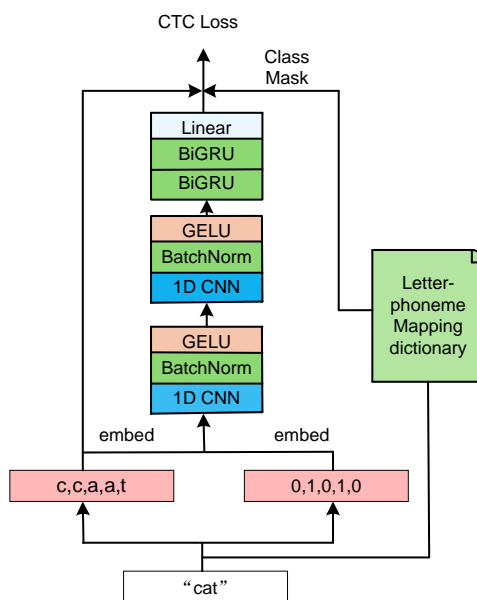 CTC Loss
Class
Mask
Linear
BiGRU
BiGRU
GELU
BatchNorm
1D CNN
Letter-
phoneme
Mapping
dictionary
GELU
BatchNorm
1D CNN
embed
embed
c,c,a,a,t
0,1,0,1,0
“cat”